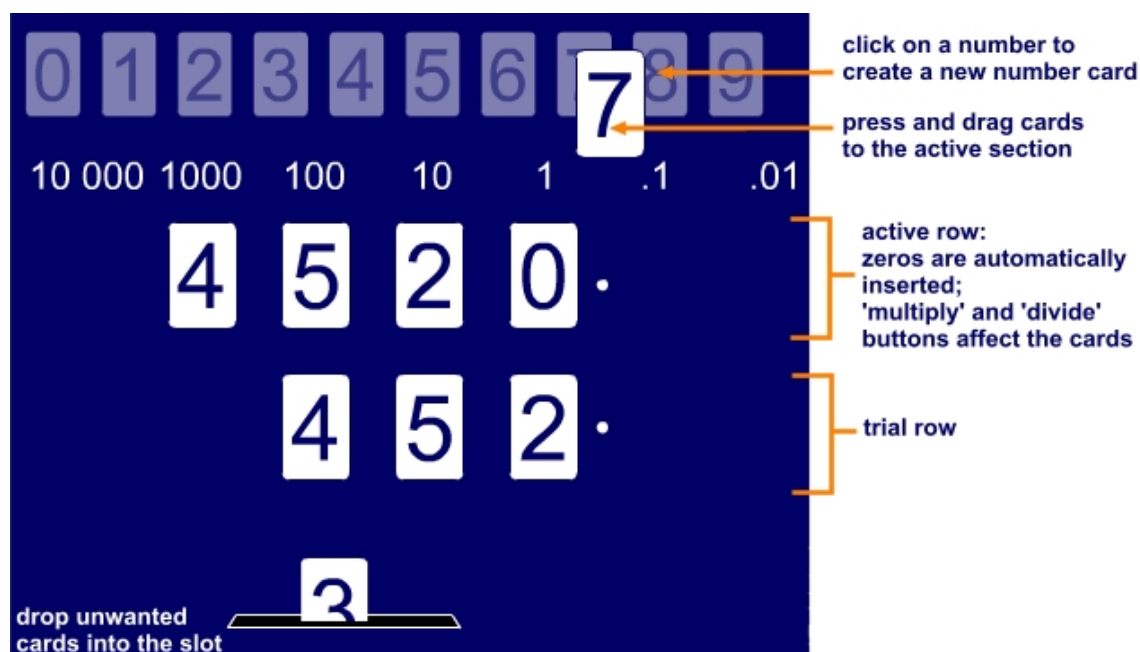 0 1 2 3 4 5 6 7 8 9
7
click on a number to
create a new number card
press and drag cards
to the active section
10 000 1000 100 10 1 .1 .01
4 5 2 0 .
active row:
zeros are automatically
inserted;
'multiply' and 'divide'
buttons affect the cards
4 5 2 .
trial row
3
drop unwanted
cards into the slot